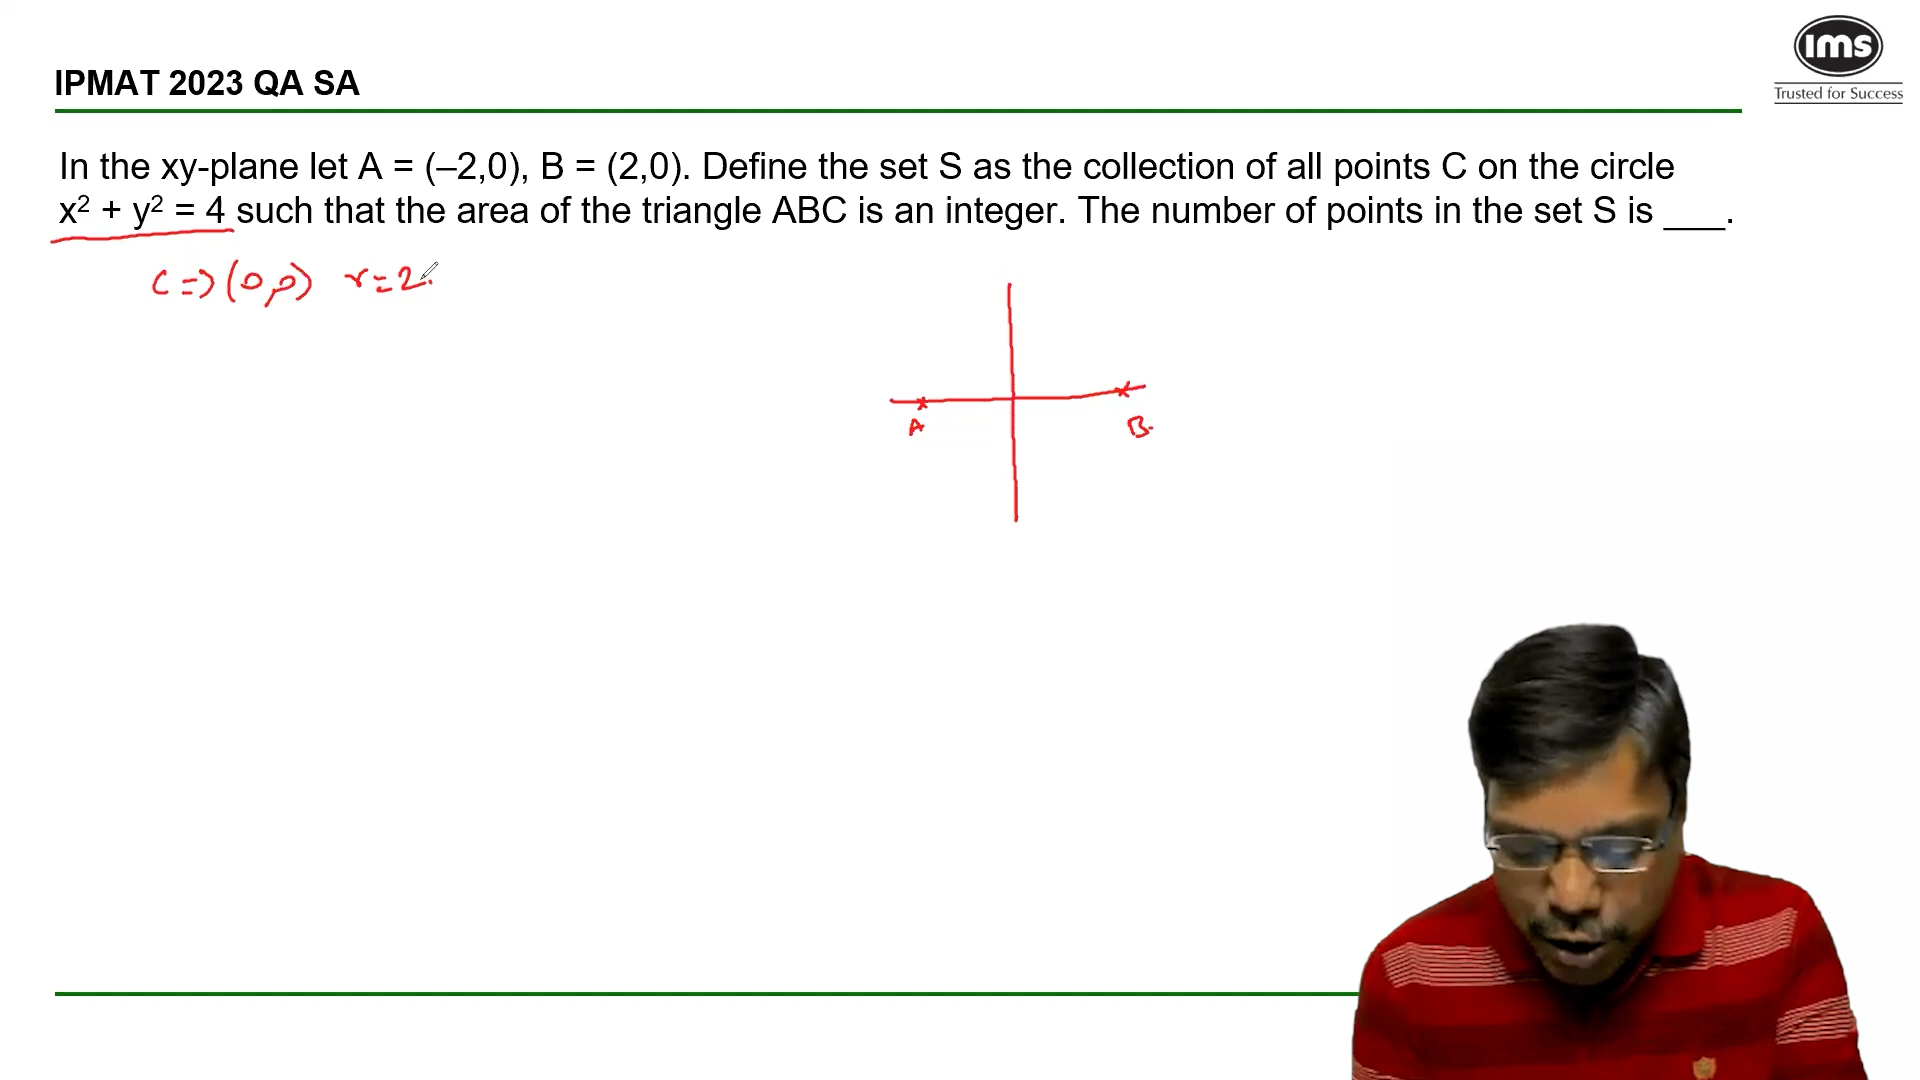 IPMAT 2023 QA SA
ims
Trusted for Success
In the xy-plane let A = (–2,0), B = (2,0). Define the set S as the collection of all points C on the circle
x² + y² = 4 such that the area of the triangle ABC is an integer. The number of points in the set S is ___.
C => (0,0) r=2.
A
B.